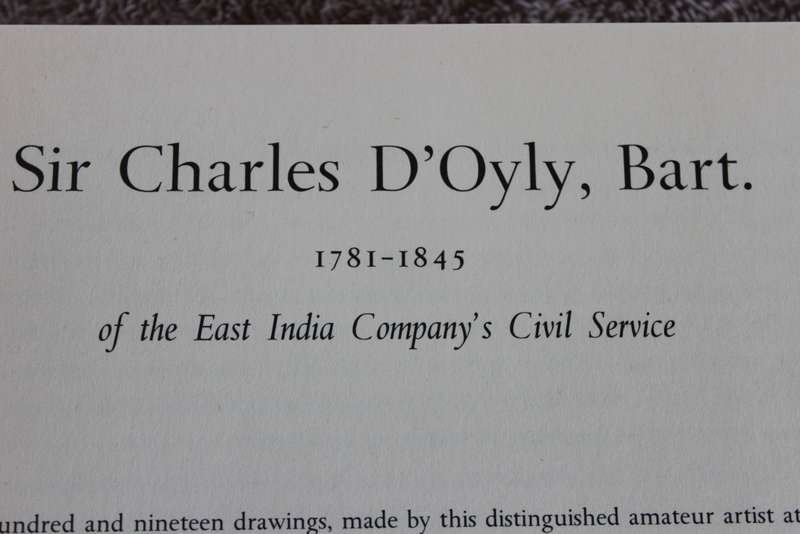 Sir Charles D'Oyly, Bart.
1781–1845
of the East India Company's Civil Service
and nineteen drawings, made by this distinguished amateur artist at